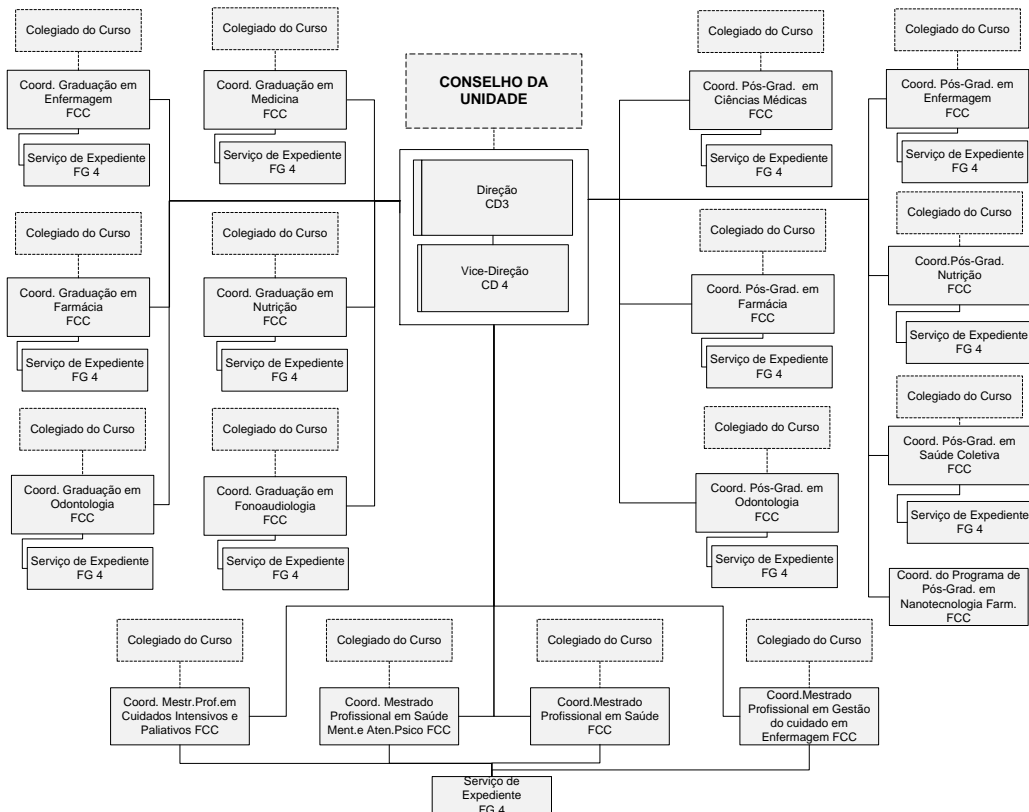 Colegiado do Curso
Coord. Graduação em
Enfermagem
FCC
Serviço de Expediente
FG 4
Colegiado do Curso
Coord. Graduação em
Medicina
FCC
Serviço de Expediente
FG 4
CONSELHO DA
UNIDADE
Direção
CD3
Vice-Direção
CD 4
Colegiado do Curso
Coord. Pós-Grad. em
Ciências Médicas
FCC
Serviço de Expediente
FG 4
Colegiado do Curso
Coord. Pós-Grad. em
Enfermagem
FCC
Serviço de Expediente
FG 4
Colegiado do Curso
Coord. Graduação em
Farmácia
FCC
Serviço de Expediente
FG 4
Colegiado do Curso
Coord. Graduação em
Nutrição
FCC
Serviço de Expediente
FG 4
Colegiado do Curso
Coord. Pós-Grad. em
Farmácia
FCC
Serviço de Expediente
FG 4
Colegiado do Curso
Coord.Pós-Grad.
Nutrição
FCC
Serviço de Expediente
FG 4
Colegiado do Curso
Coord. Graduação em
Odontologia
FCC
Serviço de Expediente
FG 4
Colegiado do Curso
Coord. Graduação em
Fonoaudiologia
FCC
Serviço de Expediente
FG 4
Colegiado do Curso
Coord. Pós-Grad. em
Odontologia
FCC
Serviço de Expediente
FG 4
Colegiado do Curso
Coord. Pós-Grad. em
Saúde Coletiva
FCC
Serviço de Expediente
FG 4
Coord. do Programa de
Pós-Grad. em
Nanotecnologia Farm.
FCC
Colegiado do Curso
Coord. Mestr.Prof.em
Cuidados Intensivos e
Paliativos FCC
Colegiado do Curso
Coord. Mestrado
Profissional em Saúde
Ment.e Aten.Psico FCC
Colegiado do Curso
Coord.Mestrado
Profissional em Saúde
FCC
Colegiado do Curso
Coord.Mestrado
Profissional em Gestão
do cuidado em
Enfermagem FCC
Serviço de
Expediente
FG 4